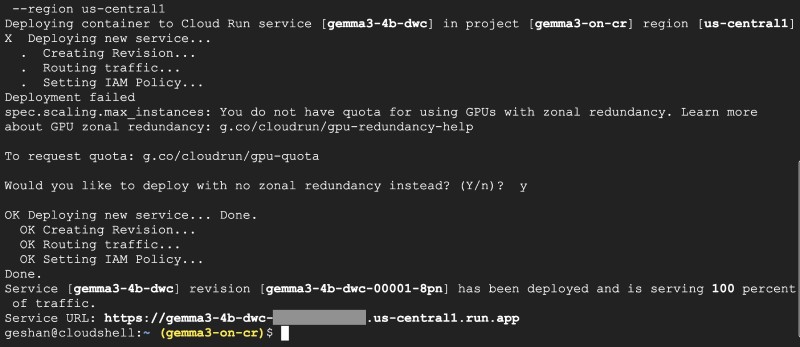 --region us-central1
Deploying container to Cloud Run service [gemma3-4b-dwc] in project [gemma3-on-cr] region [us-central1]
X  Deploying new service...
  .  Creating Revision...
  .  Routing traffic...
  .  Setting IAM Policy...
Deployment failed
spec.scaling.max_instances: You do not have quota for using GPUs with zonal redundancy. Learn more
about GPU zonal redundancy: g.co/cloudrun/gpu-redundancy-help
To request quota: g.co/cloudrun/gpu-quota
Would you like to deploy with no zonal redundancy instead? (Y/n)?  y
OK Deploying new service... Done.
  OK Creating Revision...
  OK Routing traffic...
  OK Setting IAM Policy...
Done.
Service [gemma3-4b-dwc] revision [gemma3-4b-dwc-00001-8pn] has been deployed and is serving 100 percent
 of traffic.
Service URL: https://gemma3-4b-dwc- .us-central1.run.app
geshan@cloudshell:~ (gemma3-on-cr)$